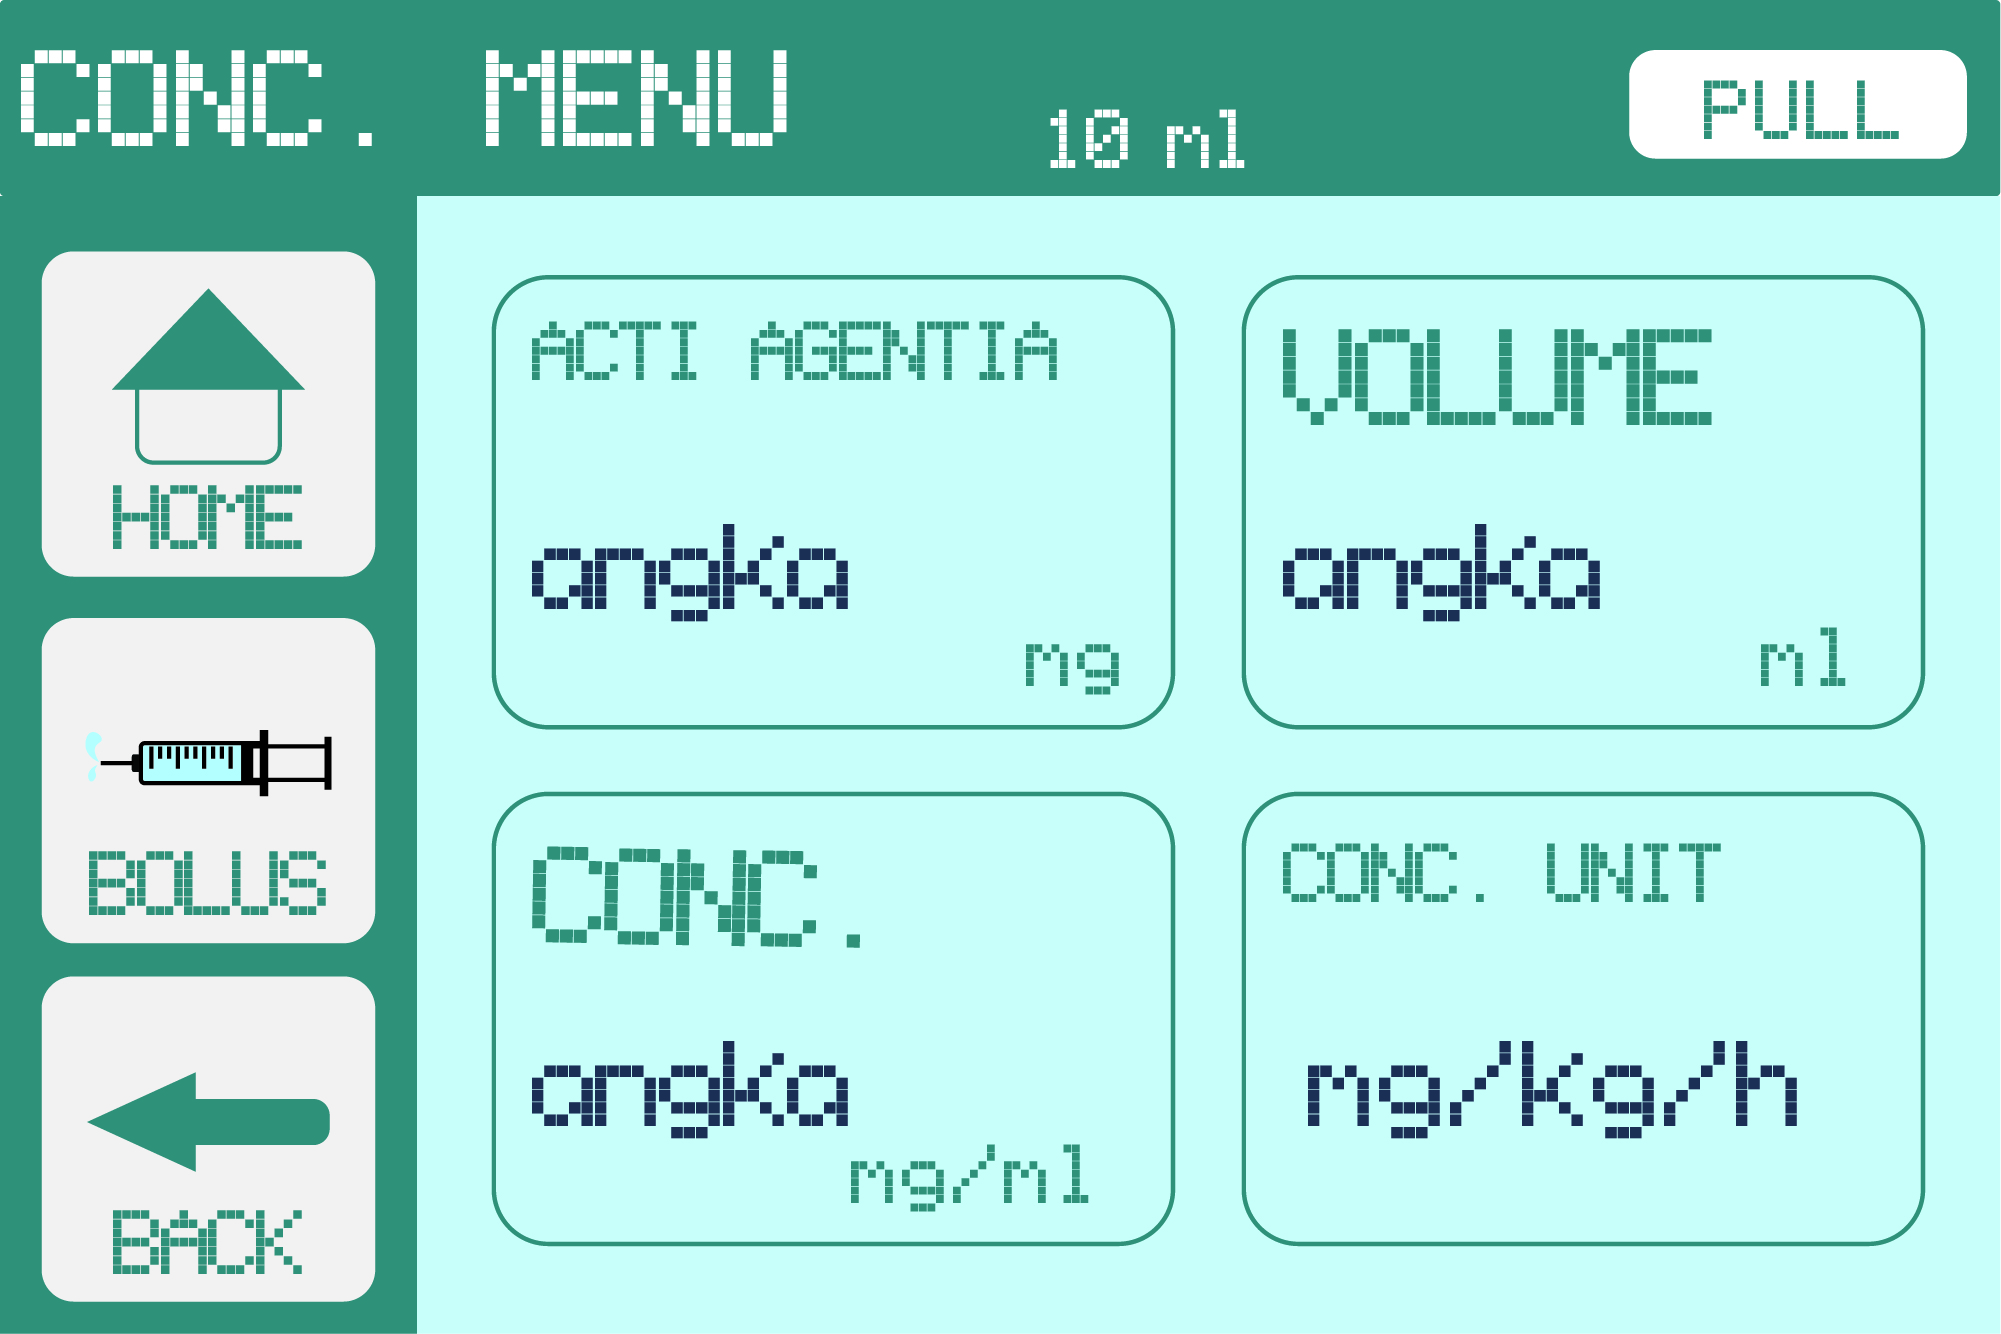 CONC. MENU
10 ml
PULL
HOME
BOLUS
BACK
ACTI AGENTIA
angka
mg
VOLUME
angka
ml
CONC.
angka
mg/ml
CONC. UNIT
mg/kg/h